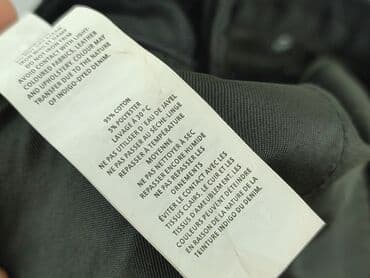 DO NOT IRON TRIM
AVOID CONTACT WITH LIGHT-
COLOURED FABRICS, LEATHER
AND UPHOLSTERY. COLOUR MAY
TRANSFER DUE TO THE NATURE
OF INDIGO-DYED DENIM.
95% COTON
5% POLYESTER
LAVAGE À 30°C
NE PAS UTILISER D'EAU DE JAVEL
NE PAS PASSER AU SÈCHE-LINGE
REPASSER À TEMPÉRATURE
MOYENNE
NE PAS NETTOYER À SEC
REPASSER ENCORE HUMIDE
NE PAS REPASSER LES
ORNEMENTS
ÉVITER LE CONTACT AVEC LES
TISSUS CLAIRS, LE CUIR ET LES
TISSUS D'AMEUBLEMENT. LES
COULEURS PEUVENT DÉTEINDRE
EN RAISON DE LA NATURE DE LA
TEINTURE INDIGO DU DENIM.